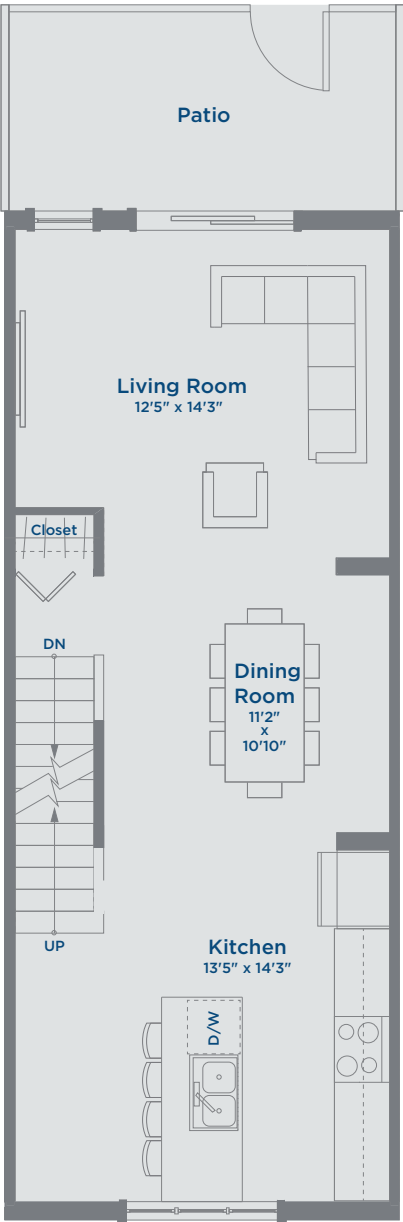 Patio
Living Room
12'5" x 14'3"
Closet
DN
Dining
Room
11'2"
x
10'10"
UP
Kitchen
13'5" x 14'3"
D/W